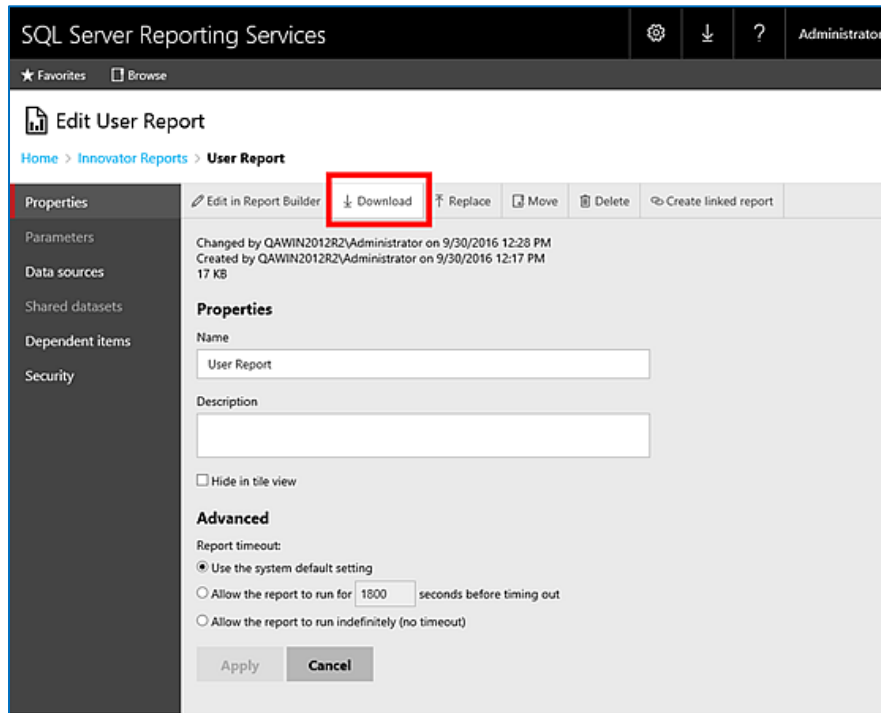 SQL Server Reporting Services
? Administrator
Favorites Browse
Edit User Report
Home > Innovator Reports > User Report
Properties
Parameters
Data sources
Shared datasets
Dependent items
Security
Edit in Report Builder Download Replace Move Delete Create linked report
Changed by QAWIN2012R2\Administrator on 9/30/2016 12:28 PM
Created by QAWIN2012R2\Administrator on 9/30/2016 12:17 PM
17 KB
Properties
Name
User Report
Description
Hide in tile view
Advanced
Report timeout:
Use the system default setting
Allow the report to run for 1800 seconds before timing out
Allow the report to run indefinitely (no timeout)
Apply Cancel